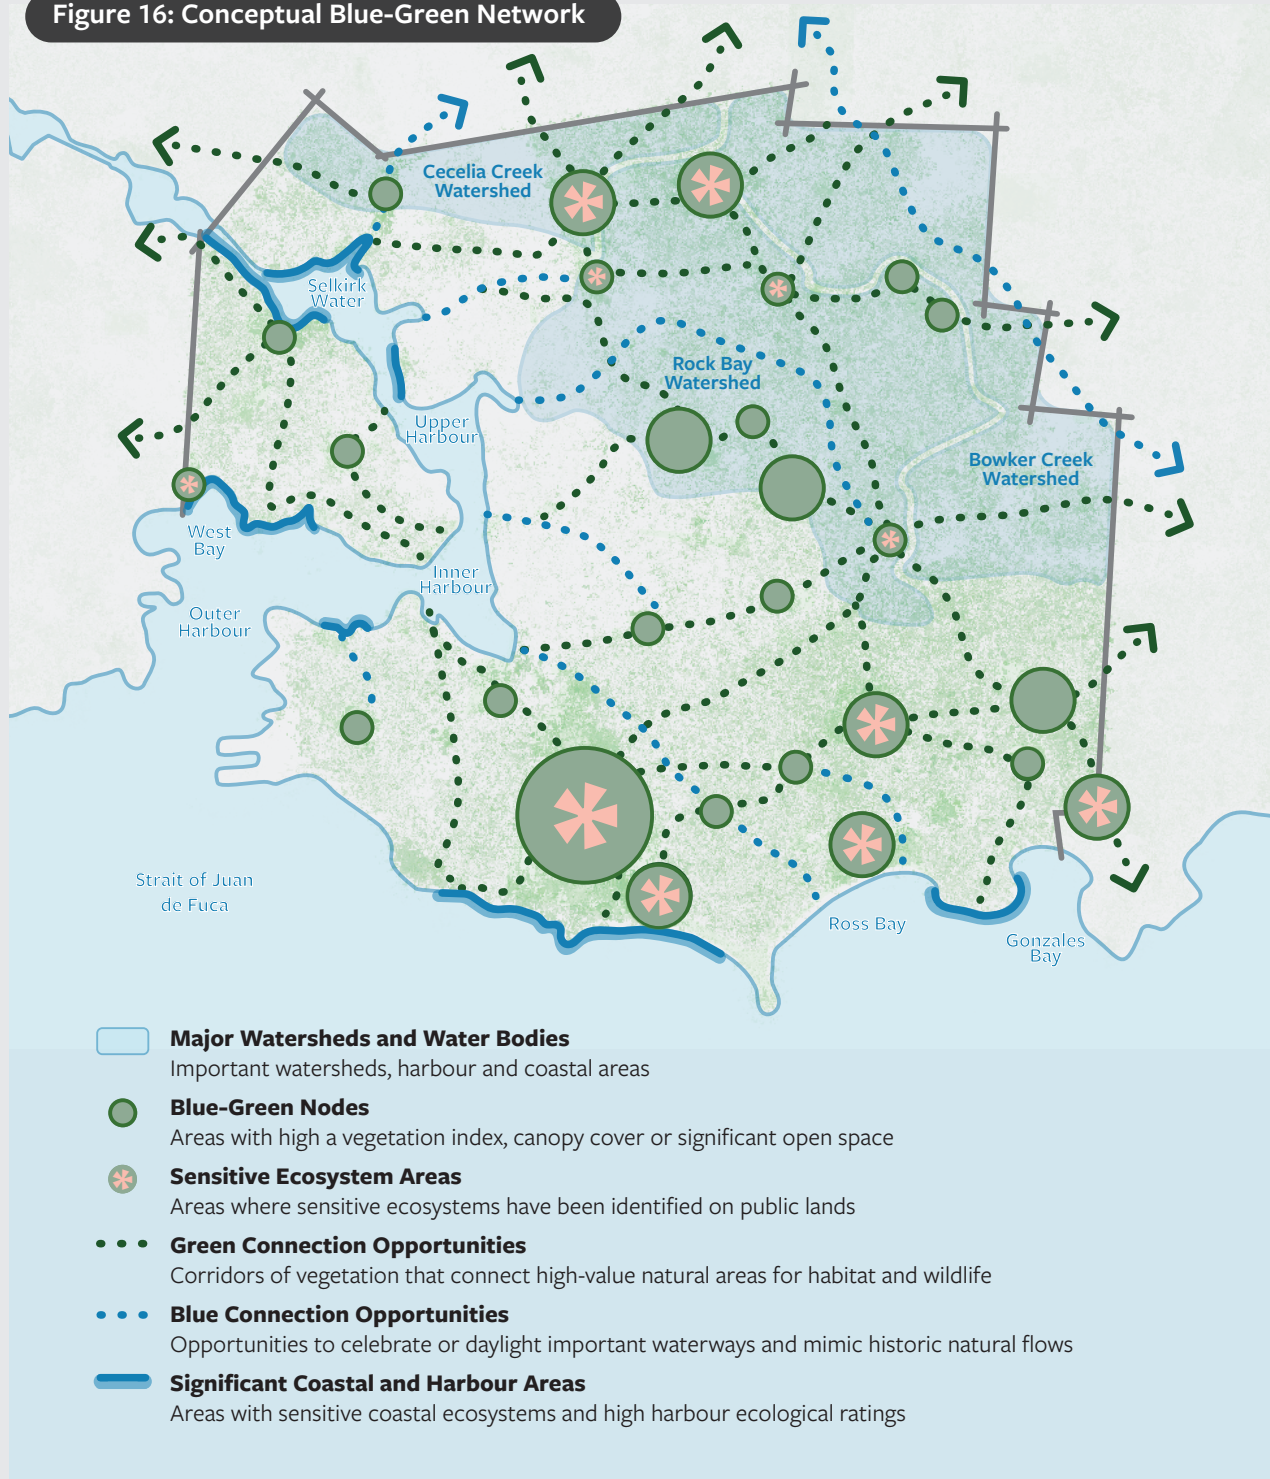 Figure 16: Conceptual Blue-Green Network
Cecelia Creek
Watershed
Selkirk
Water
Rock Bay
Watershed
Upper
Harbour
Bowker Creek
Watershed
West
Bay
Inner
Harbour
Outer
Harbour
Strait of Juan
de Fuca
Ross Bay
Gonzales
Bay
Major Watersheds and Water Bodies
Important watersheds, harbour and coastal areas
Blue-Green Nodes
Areas with high a vegetation index, canopy cover or significant open space
Sensitive Ecosystem Areas
Areas where sensitive ecosystems have been identified on public lands
Green Connection Opportunities
Corridors of vegetation that connect high-value natural areas for habitat and wildlife
Blue Connection Opportunities
Opportunities to celebrate or daylight important waterways and mimic historic natural flows
Significant Coastal and Harbour Areas
Areas with sensitive coastal ecosystems and high harbour ecological ratings